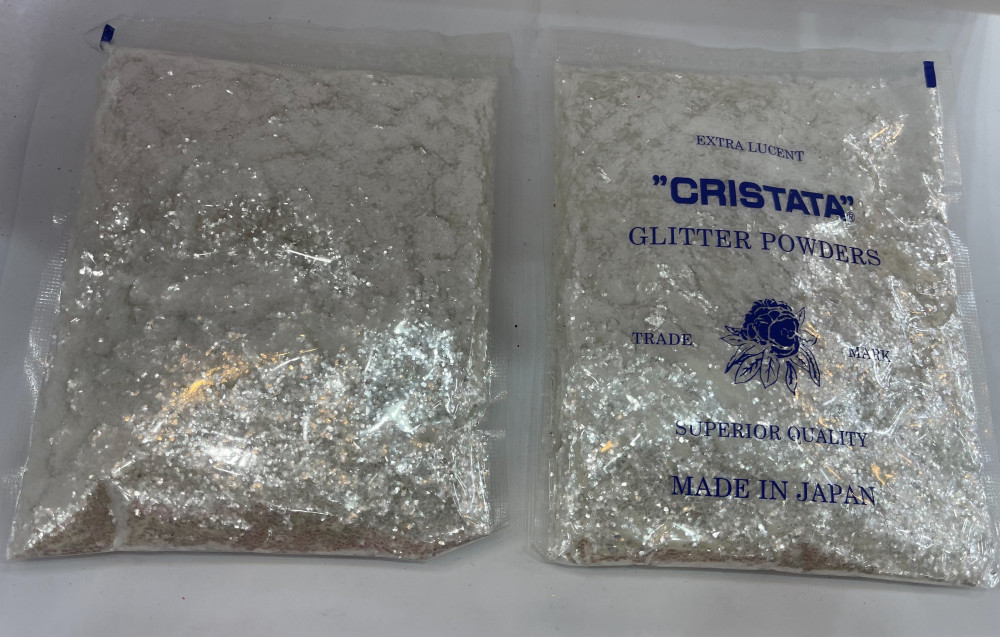 EXTRA LUCENT
”CRISTATA”®
GLITTER POWDERS
TRADE MARK
SUPERIOR QUALITY
MADE IN JAPAN